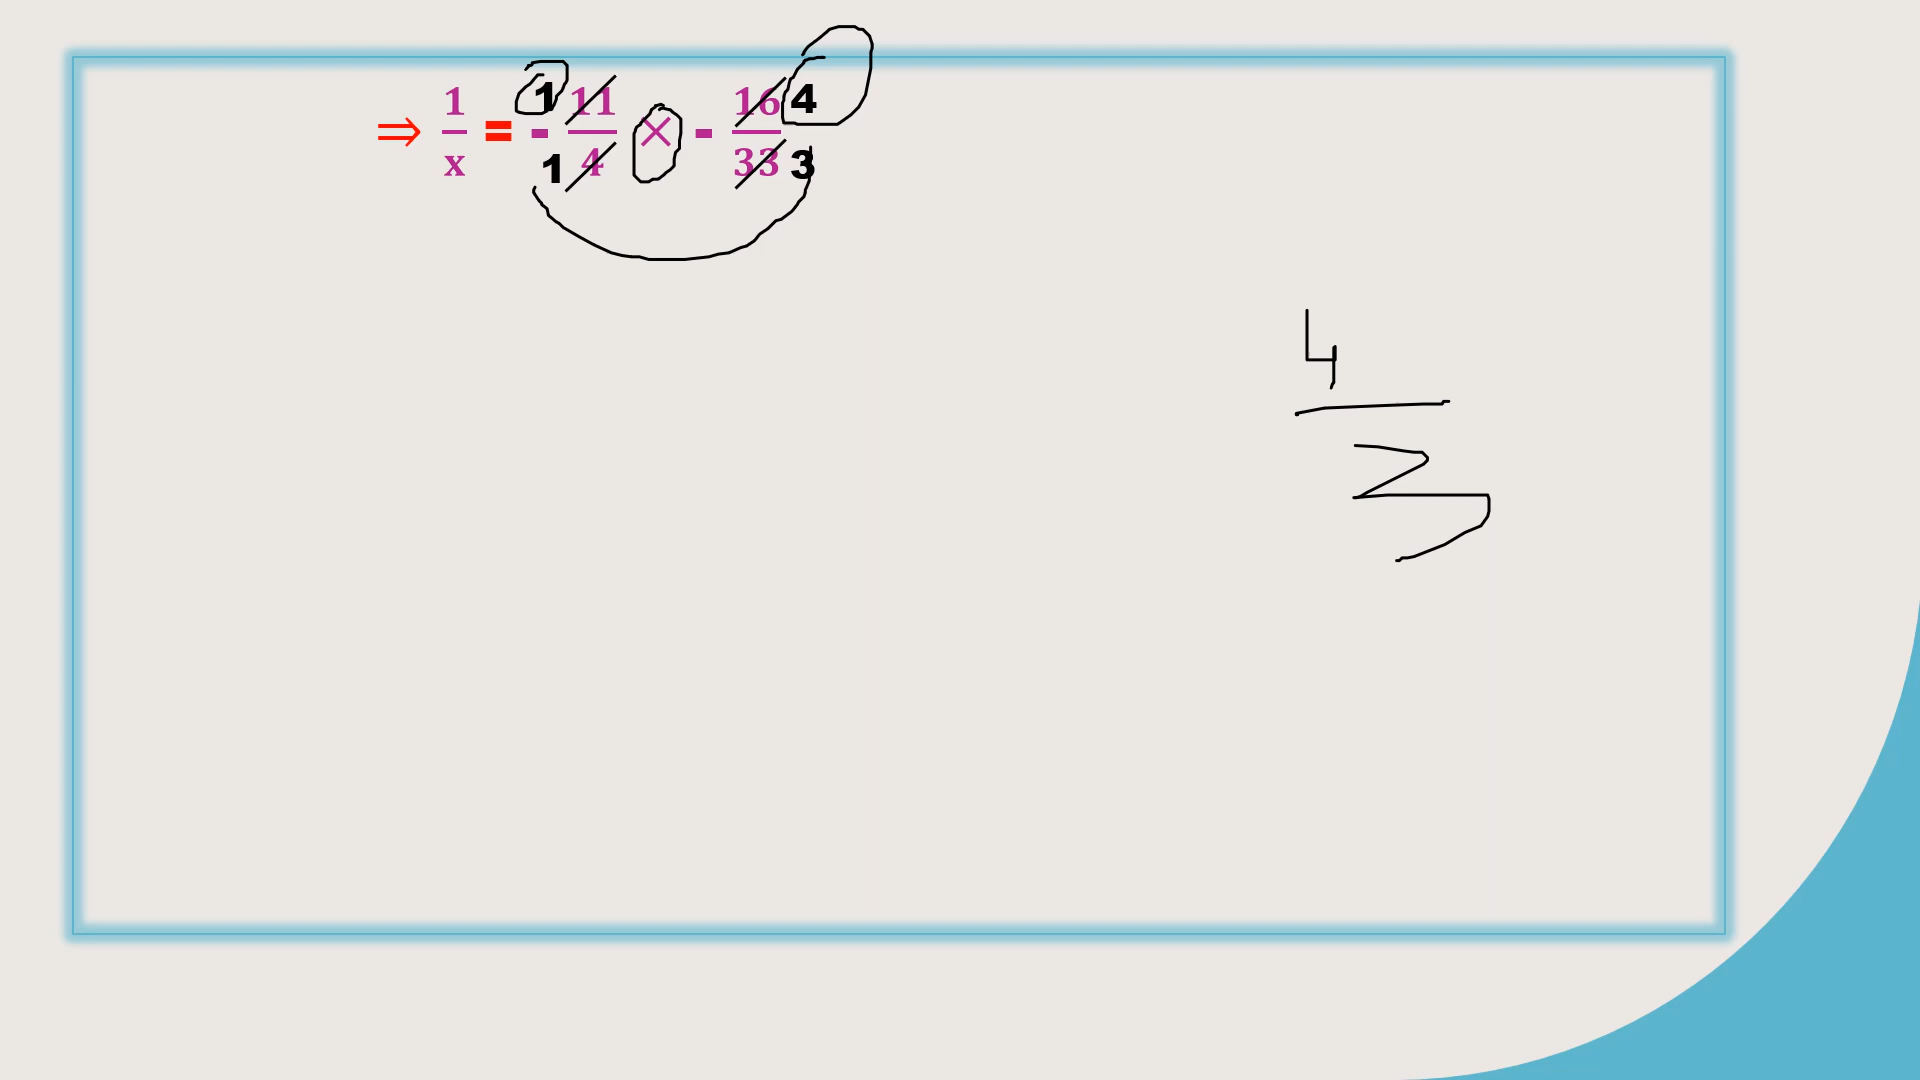 ⇒ 1/x = - 1 11/4 1 × - 16/33 4 3
4
3